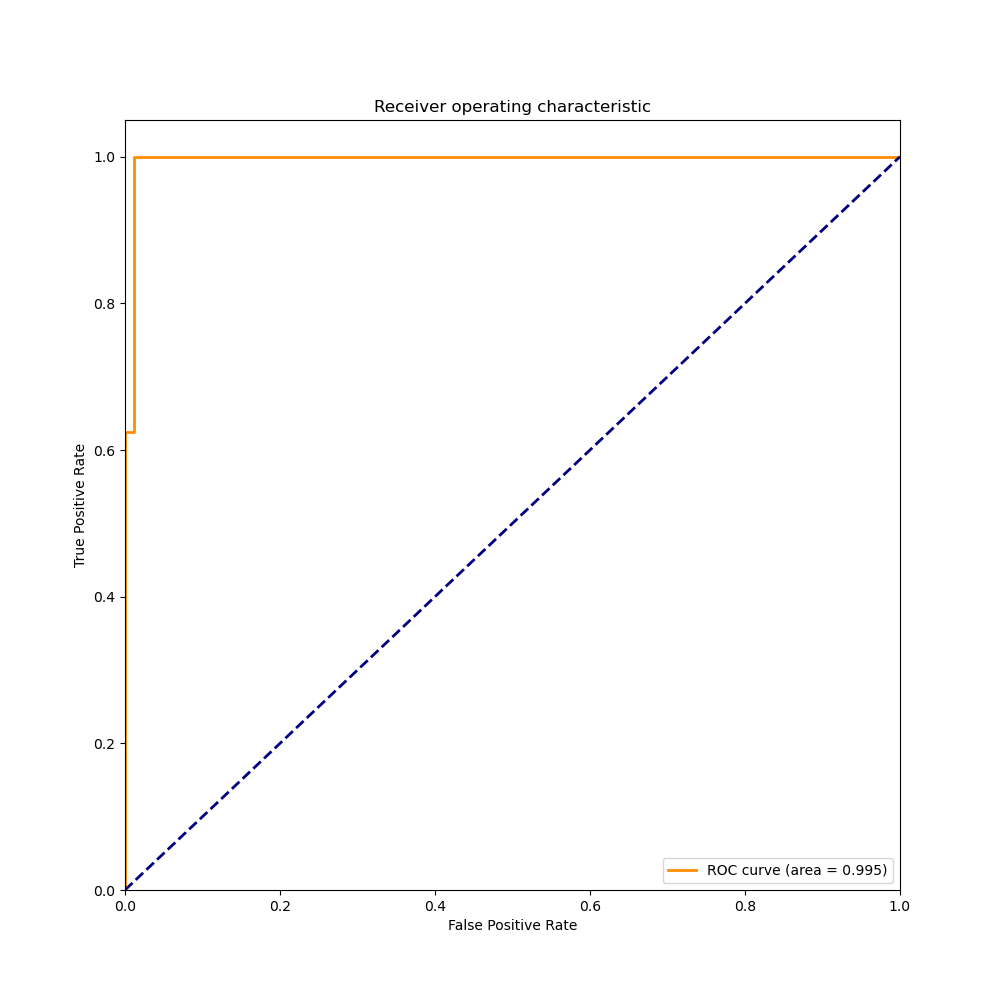 Receiver operating characteristic
1.0
0.8
0.6
0.4
0.2
0.0
True Positive Rate
0.0 0.2 0.4 0.6 0.8 1.0
False Positive Rate
ROC curve (area = 0.995)